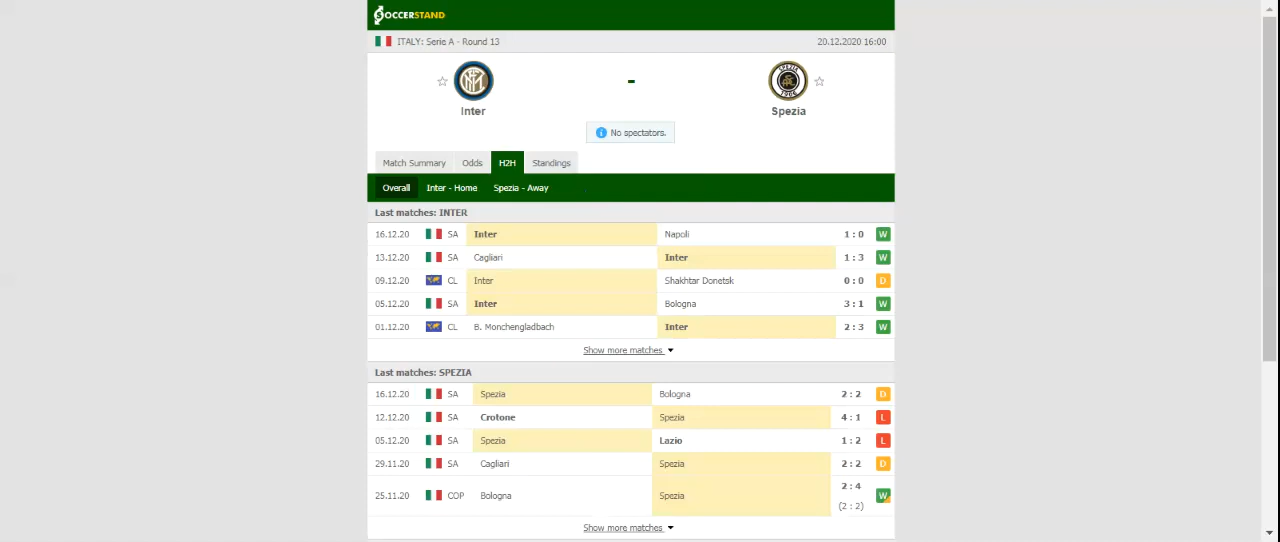 SOCCERSTAND
ITALY: Serie A - Round 13 20.12.2020 16:00
-
SPEZIA
1906
Inter Spezia
No spectators.
Match Summary Odds H2H Standings
Overall Inter - Home Spezia - Away
Last matches: INTER
16.12.20 SA Inter Napoli 1 : 0 W
13.12.20 SA Cagliari Inter 1 : 3 W
09.12.20 CL Inter Shakhtar Donetsk 0 : 0 D
05.12.20 SA Inter Bologna 3 : 1 W
01.12.20 CL B. Monchengladbach Inter 2 : 3 W
Show more matches
Last matches: SPEZIA
16.12.20 SA Spezia Bologna 2 : 2 D
12.12.20 SA Crotone Spezia 4 : 1 L
05.12.20 SA Spezia Lazio 1 : 2 L
29.11.20 SA Cagliari Spezia 2 : 2 D
25.11.20 COP Bologna Spezia 2 : 4 W
(2 : 2)
Show more matches